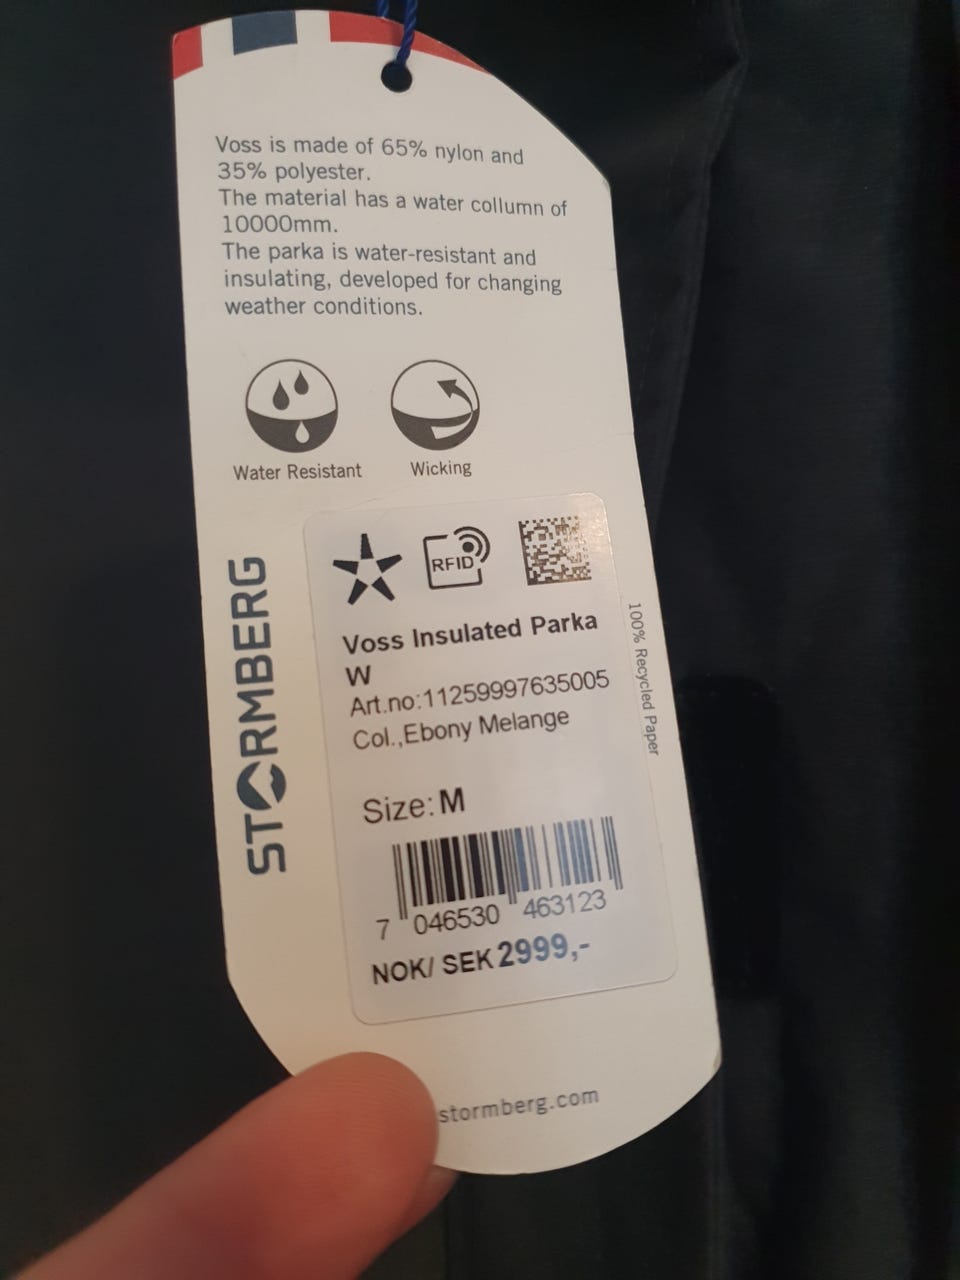 Voss is made of 65% nylon and
35% polyester.
The material has a water collumn of
10000mm.
The parka is water-resistant and
insulating, developed for changing
weather conditions.
Water Resistant
Wicking
STORMBERG
RFID
Voss Insulated Parka
W
Art.no:11259997635005
Col.,Ebony Melange
Size: M
7 046530 463123
NOK/ SEK 2999,-
100% Recycled Paper
stormberg.com